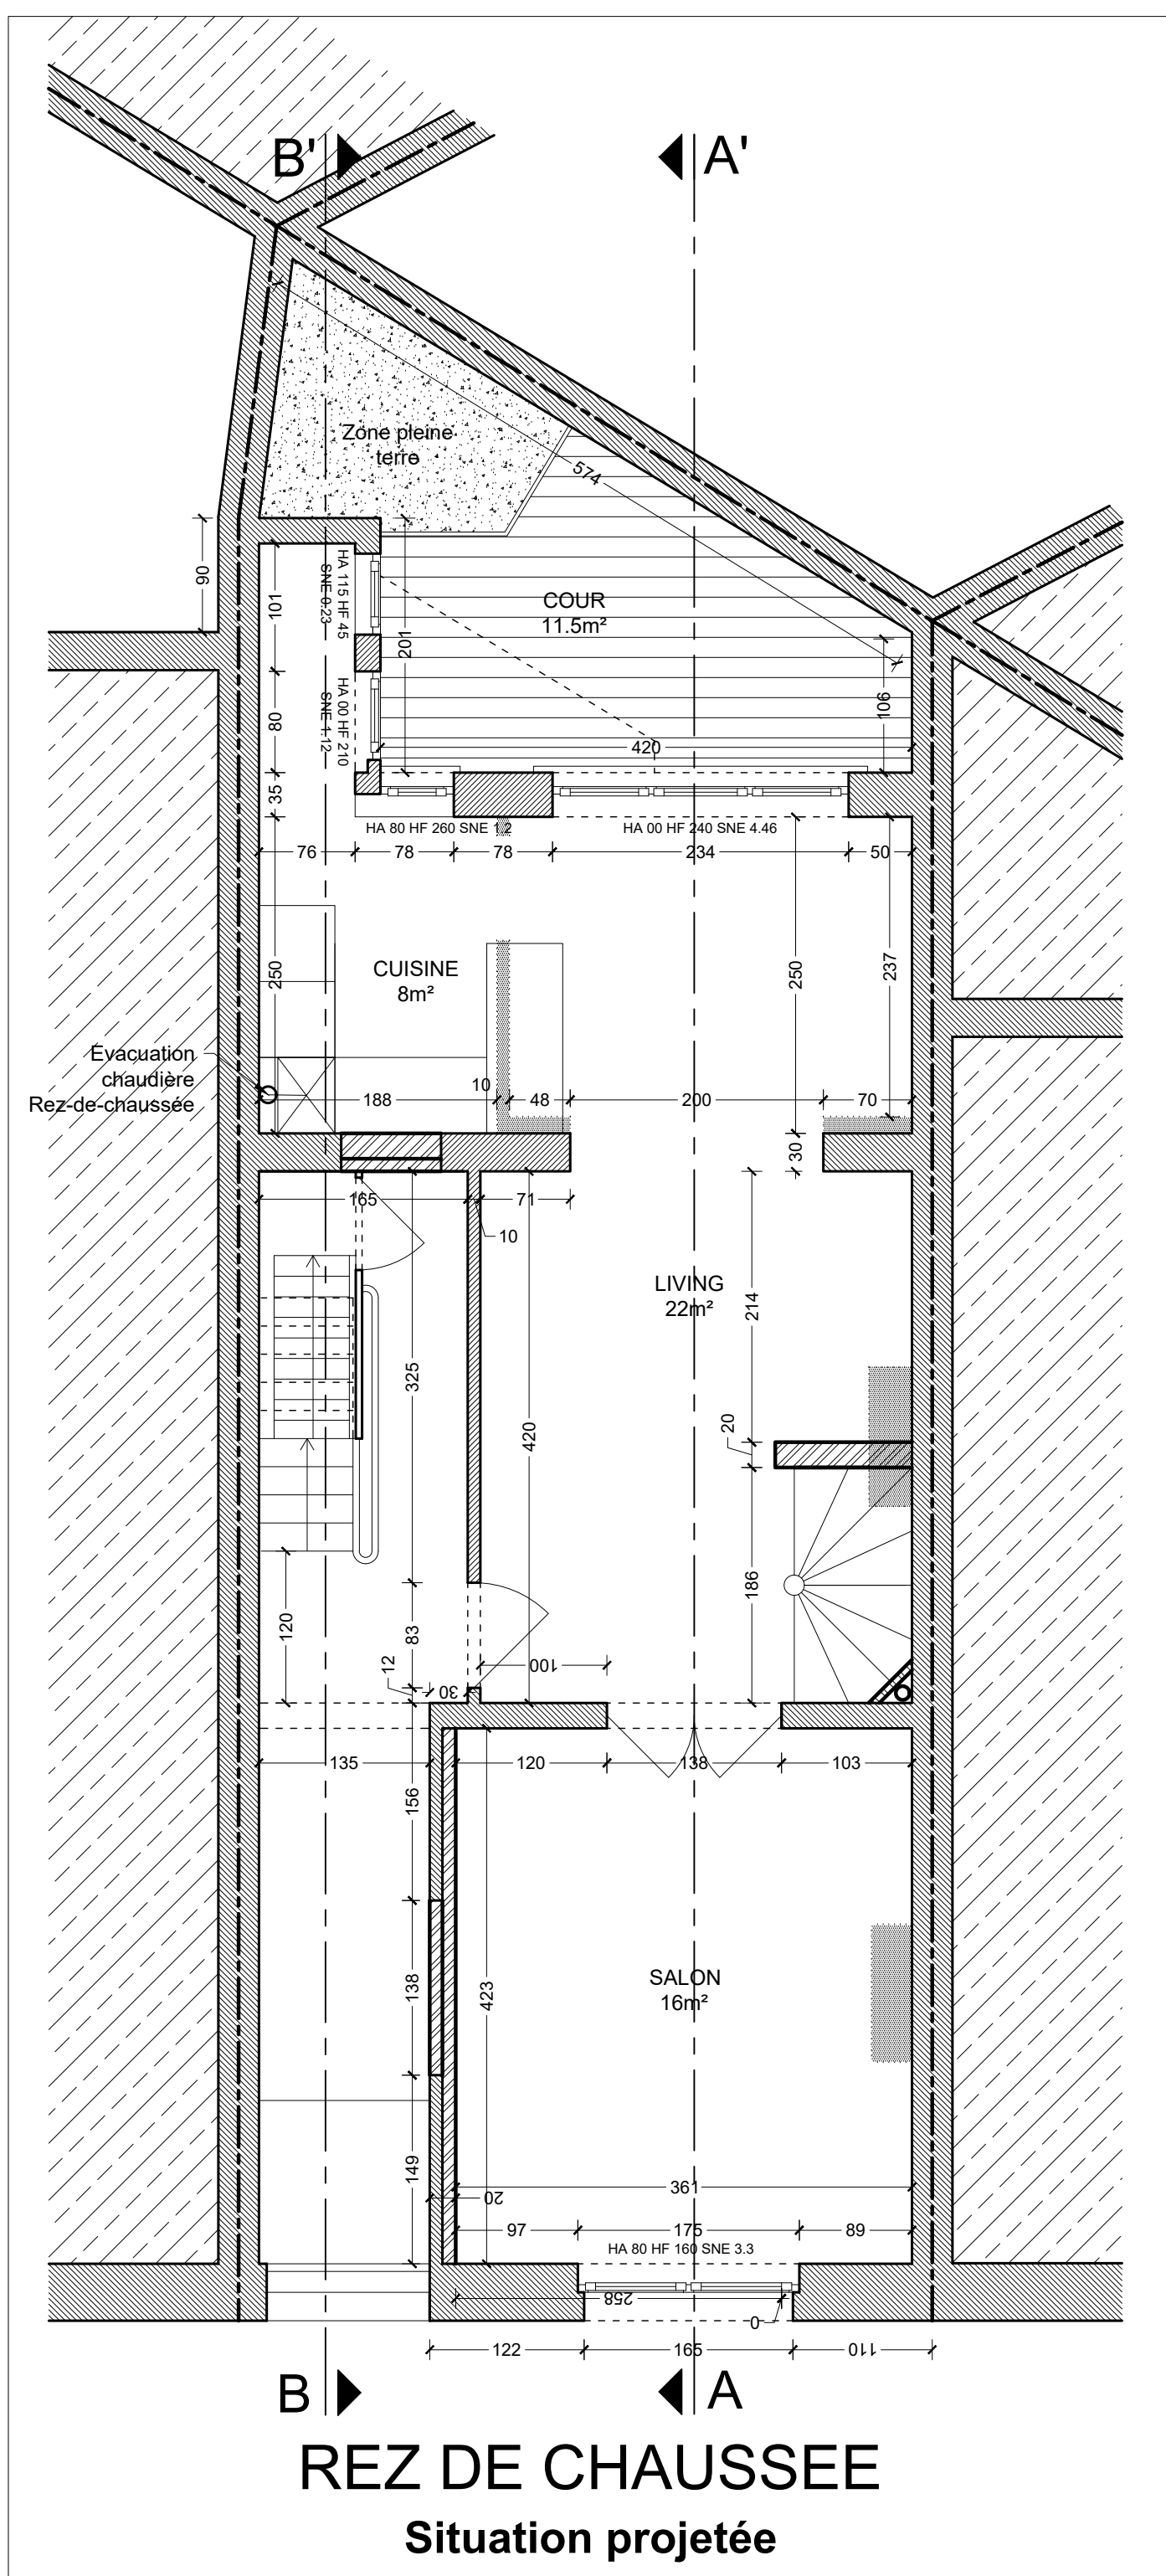 B'
A'
Zone pleine
terre
574
90
101
HA 115 HF 45
SNE 0.23
201
COUR
11.5m²
106
80
HA 00 HF 210
SNE 1.12
420
35
HA 80 HF 260 SNE 1.2
HA 00 HF 240 SNE 4.46
76
78
78
234
50
250
CUISINE
8m²
250
237
Evacuation
chaudière
Rez-de-chaussée
188
10
48
200
70
30
165
71
10
LIVING
22m²
214
325
420
20
186
120
83
12
100
30
135
120
138
103
156
138
423
SALON
16m²
149
361
20
97
175
89
HA 80 HF 160 SNE 3.3
258
0
122
165
110
B
A
REZ DE CHAUSSEE
Situation projetée